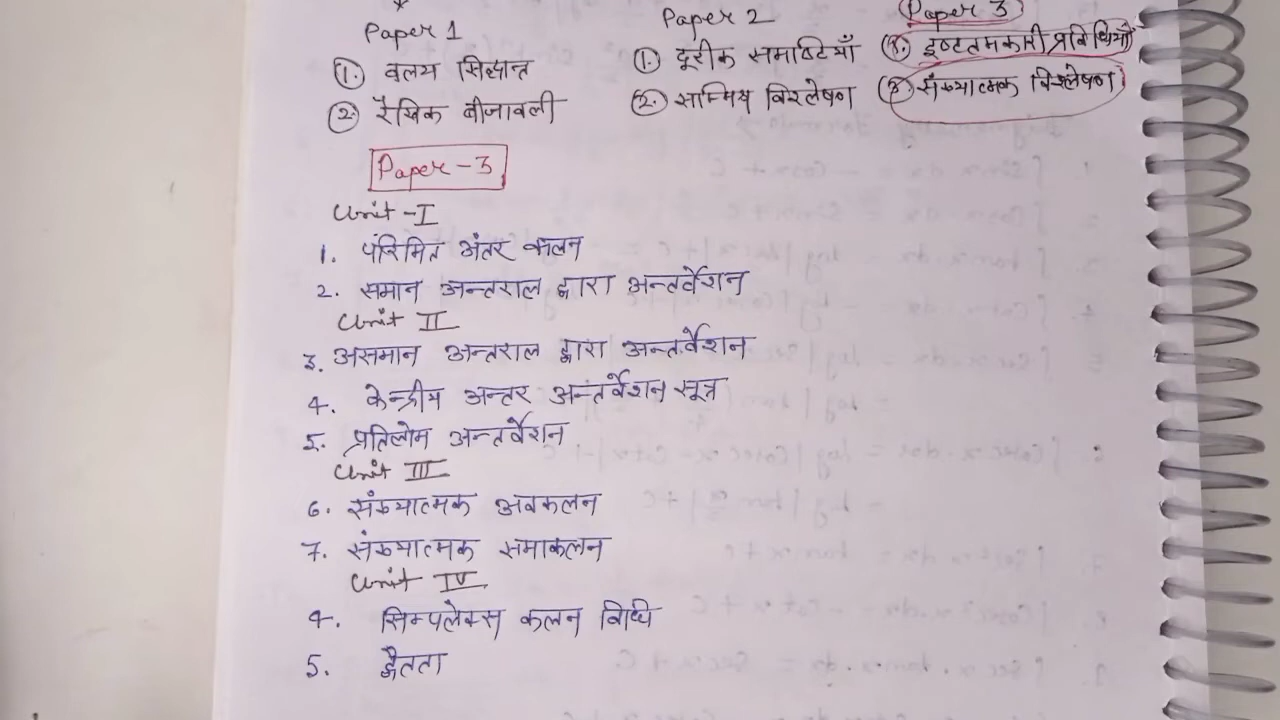 Paper 1
① वलय सिद्धान्त
② रैखिक बीजावली
Paper 2
① दूरीक समाष्टियाँ
② साम्मिश्र विश्लेषण
Paper 3
① इष्टतमकारी प्रविधियाँ
② संख्यात्मक विश्लेषण
Paper - 3
Unit - I
1. परिमित अंतर कलन
2. समान अन्तराल द्वारा अन्तर्वेशन
Unit II
3. असमान अन्तराल द्वारा अन्तर्वेशन
4. केन्द्रीय अन्तर अन्तर्वेशन सूत्र
5. प्रतिलोम अन्तर्वेशन
Unit III
6. संख्यात्मक अवकलन
7. संख्यात्मक समाकलन
Unit IV
4. सिम्पलेक्स कलन विधि
5. द्वैतता